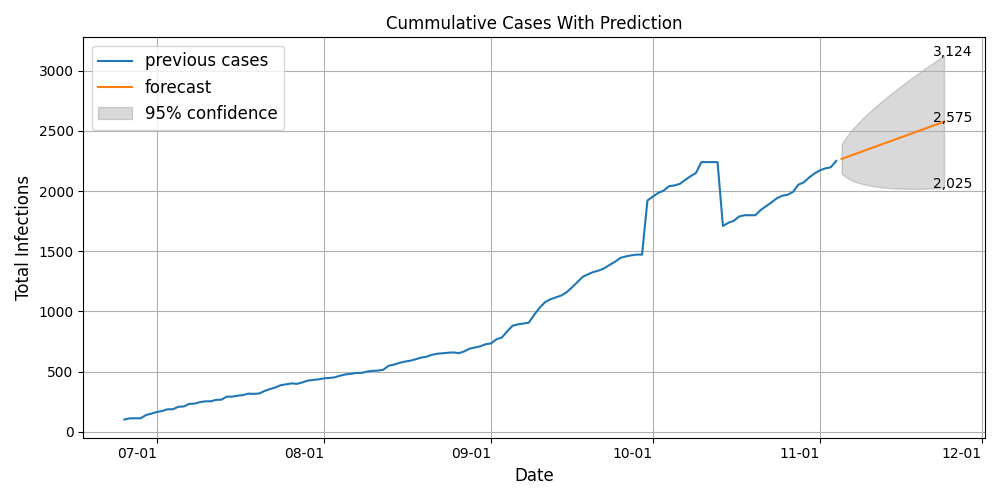 Cummulative Cases With Prediction
previous cases
forecast
95% confidence
3,124
2,575
2,025
3000
2500
2000
1500
1000
500
0
Total Infections
07-01
08-01
09-01
10-01
11-01
12-01
Date